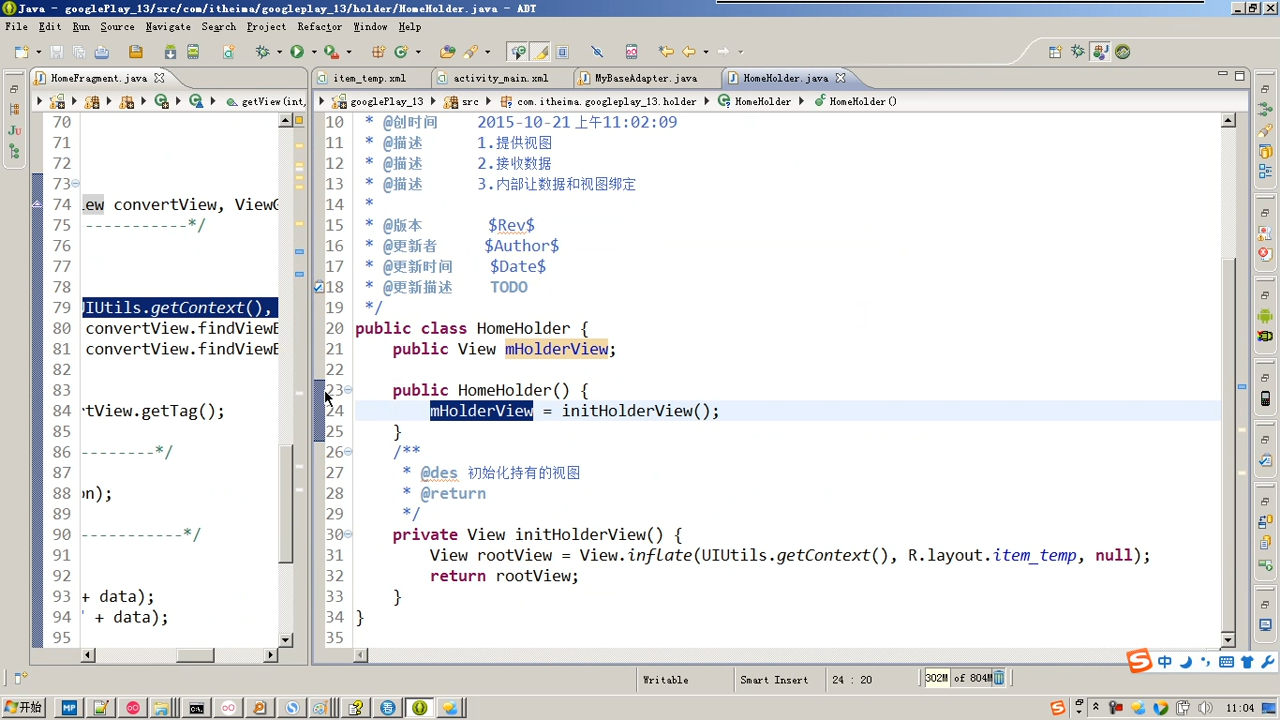 Java - googlePlay_13/src/com/itheima/googleplay_13/holder/HomeHolder.java - ADT
File Edit Run Source Navigate Search Project Refactor Window Help
HomeFragment.java
item_temp.xml
activity_main.xml
MyBaseAdapter.java
HomeHolder.java
getView(int,
googlePlay_13
src
com.itheima.googleplay_13.holder
HomeHolder
HomeHolder()
70
71
72
73
74 iew convertView, ViewG
75 -----------*/
76
77
78
79 UIUtils.getContext(),
80 convertView.findViewB
81 convertView.findViewB
82
83
84 rtView.getTag();
85
86 --------*/
87
88 on);
89
90 -----------*/
91
92
93 + data);
94 " + data);
95
10 * @创时间 2015-10-21 上午11:02:09
11 * @描述 1.提供视图
12 * @描述 2.接收数据
13 * @描述 3.内部让数据和视图绑定
14 *
15 * @版本 $Rev$
16 * @更新者 $Author$
17 * @更新时间 $Date$
18 * @更新描述 TODO
19 */
20 public class HomeHolder {
21 public View mHolderView;
22
23 public HomeHolder() {
24 mHolderView = initHolderView();
25 }
26 /**
27 * @des 初始化持有的视图
28 * @return
29 */
30 private View initHolderView() {
31 View rootView = View.inflate(UIUtils.getContext(), R.layout.item_temp, null);
32 return rootView;
33 }
34 }
35
Writable
Smart Insert
24 : 20
302M of 804M
中
开始
11:04